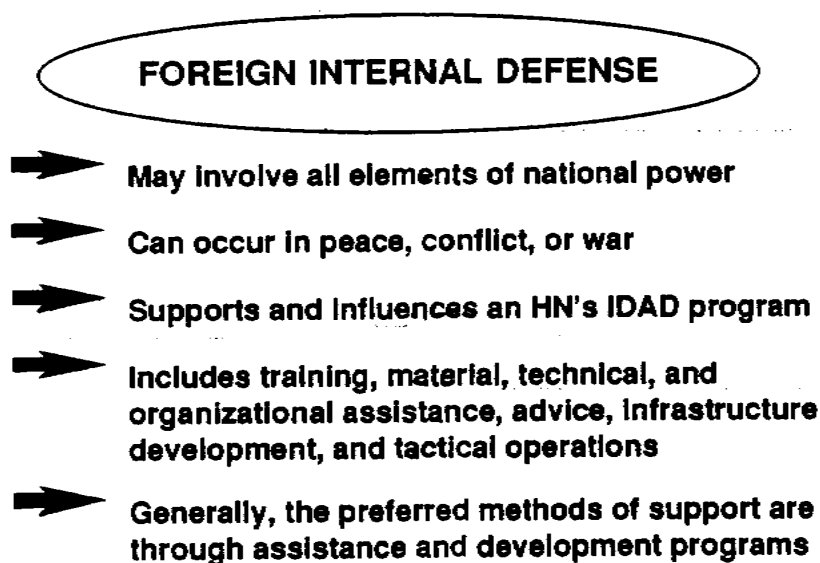 FOREIGN INTERNAL DEFENSE
May involve all elements of national power
Can occur in peace, conflict, or war
Supports and Influences an HN's IDAD program
Includes training, material, technical, and
organizational assistance, advice, infrastructure
development, and tactical operations
Generally, the preferred methods of support are
through assistance and development programs